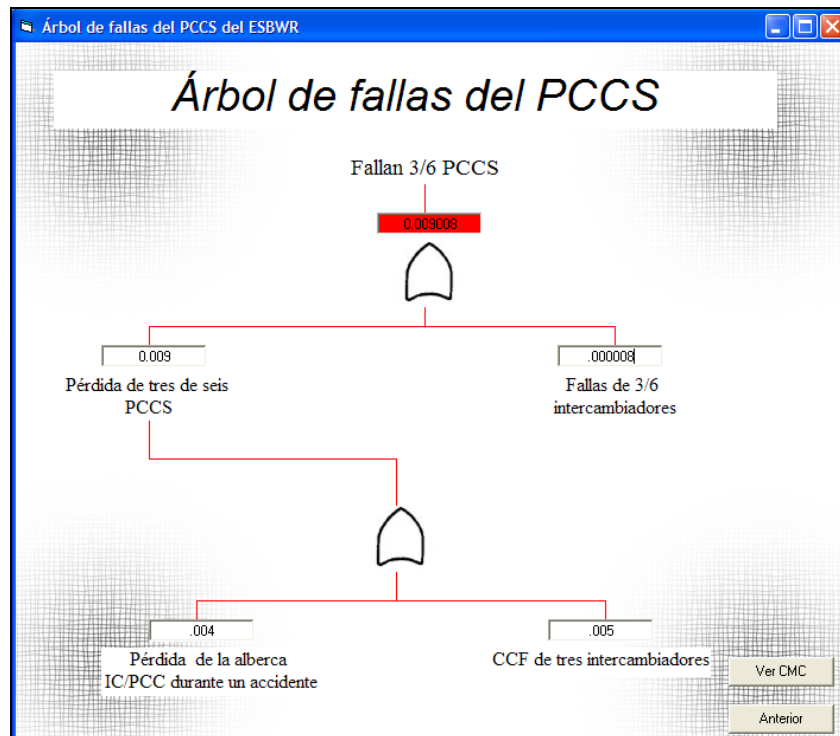 Árbol de fallas del PCCS del ESBWR
Árbol de fallas del PCCS
Fallan 3/6 PCCS
0.009008
0.009
.000008
Pérdida de tres de seis
PCCS
Fallas de 3/6
intercambiadores
.004
.005
Pérdida de la alberca
IC/PCC durante un accidente
CCF de tres intercambiadores
Ver CMC
Anterior